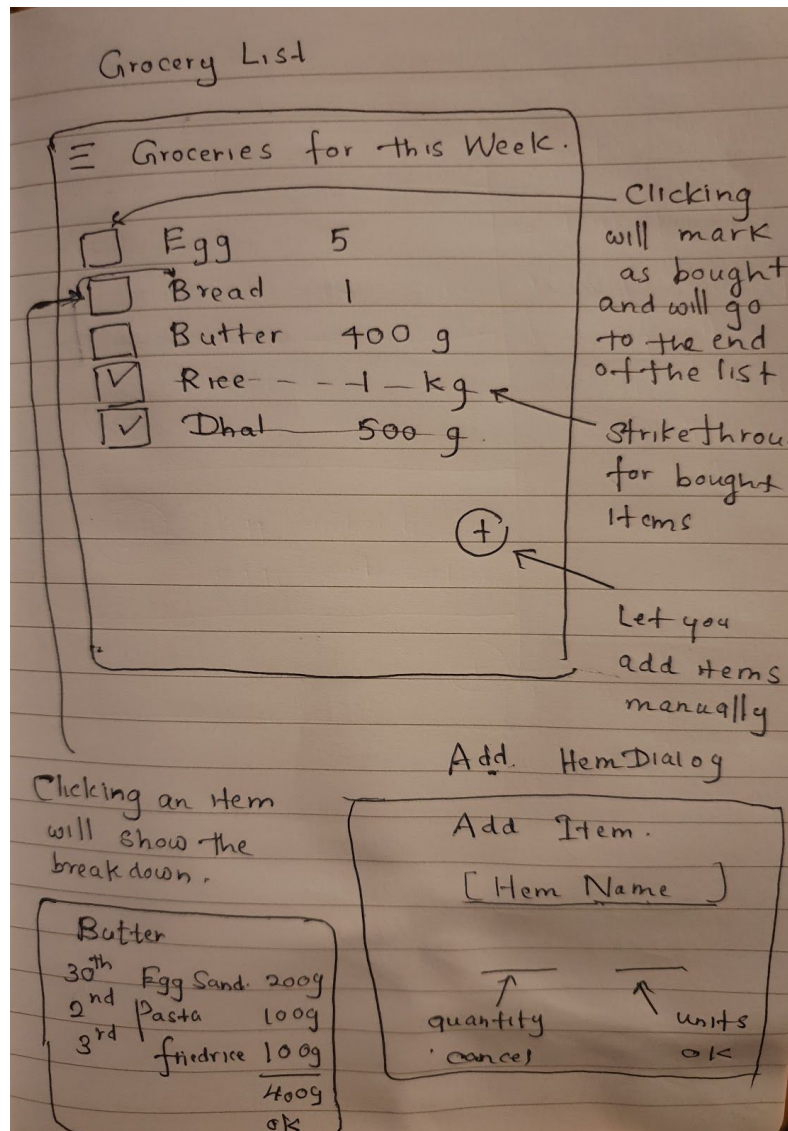 Grocery List
Groceries for this Week.
Egg 5
Bread 1
Butter 400 g
Rice 1 kg
Dhal 500 g
+
Clicking
will mark
as bought
and will go
to the end
of the list
strikethrou
for bought
Items
Let you
add items
manually
Clicking an item
will show the
breakdown.
Butter
30th Egg Sand. 200g
2nd Pasta 100g
3rd friedrice 100g
400g
ok
Add Item Dialog
Add Item.
[Item Name]
quantity units
cancel ok